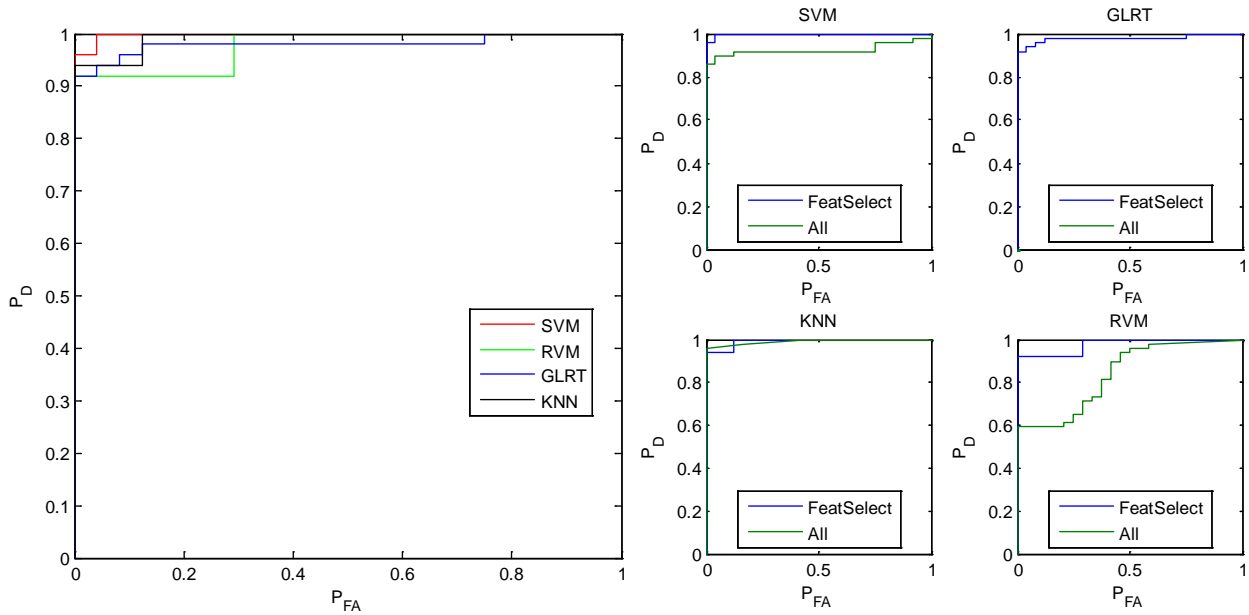 1
0.9
0.8
0.7
0.6
0.5
0.4
0.3
0.2
0.1
0
P_D
0 0.2 0.4 0.6 0.8 1
P_FA
SVM
RVM
GLRT
KNN
SVM
1
0.8
0.6
0.4
0.2
0
P_D
FeatSelect
All
0 0.5 1
P_FA
GLRT
1
0.8
0.6
0.4
0.2
0
P_D
FeatSelect
All
0 0.5 1
P_FA
KNN
1
0.8
0.6
0.4
0.2
0
P_D
FeatSelect
All
0 0.5 1
P_FA
RVM
1
0.8
0.6
0.4
0.2
0
P_D
FeatSelect
All
0 0.5 1
P_FA